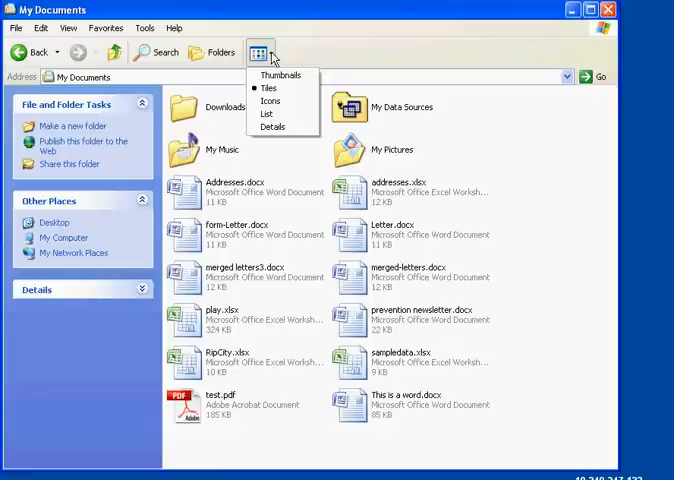 My Documents
File Edit View Favorites Tools Help
Back Search Folders
Address My Documents Go
Thumbnails
Tiles
Icons
List
Details
File and Folder Tasks
Make a new folder
Publish this folder to the
Web
Share this folder
Other Places
Desktop
My Computer
My Network Places
Details
Downloads
My Data Sources
My Music
My Pictures
Addresses.docx
Microsoft Office Word Document
11 KB
addresses.xlsx
Microsoft Office Excel Worksh...
12 KB
form-Letter.docx
Microsoft Office Word Document
11 KB
Letter.docx
Microsoft Office Word Document
11 KB
merged letters3.docx
Microsoft Office Word Document
12 KB
merged-letters.docx
Microsoft Office Word Document
12 KB
play.xlsx
Microsoft Office Excel Worksh...
324 KB
prevention newsletter.docx
Microsoft Office Word Document
22 KB
RipCity.xlsx
Microsoft Office Excel Worksh...
10 KB
sampledata.xlsx
Microsoft Office Excel Worksh...
9 KB
PDF
Adobe
test.pdf
Adobe Acrobat Document
185 KB
This is a word.docx
Microsoft Office Word Document
85 KB